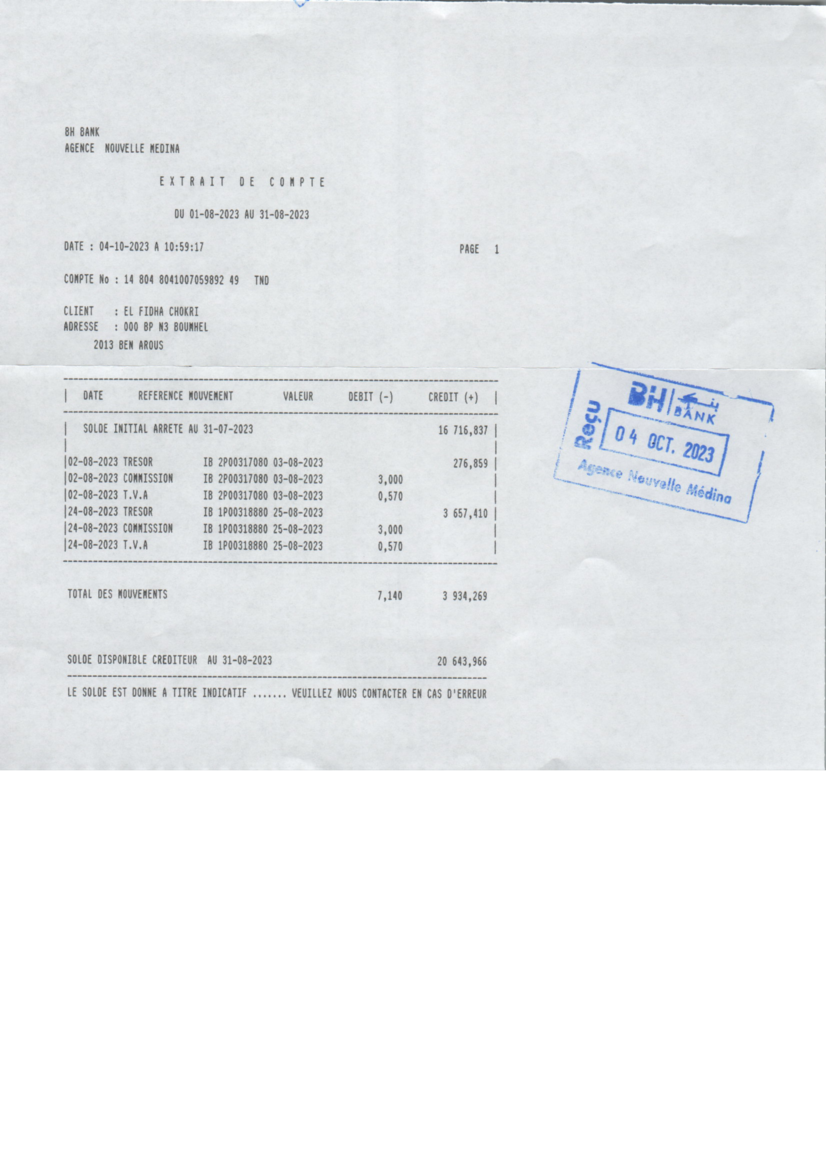 BH BANK
AGENCE NOUVELLE MEDINA
EXTRAIT DE COMPTE
DU 01-08-2023 AU 31-08-2023
DATE : 04-10-2023 A 10:59:17 PAGE 1
COMPTE No : 14 804 8041007059892 49 TND
CLIENT : EL FIDHA CHOKRI
ADRESSE : 000 BP N3 BOUMHEL
2013 BEN AROUS
| DATE REFERENCE MOUVEMENT VALEUR DEBIT (-) CREDIT (+) |
| SOLDE INITIAL ARRETE AU 31-07-2023 16 716,837 |
|02-08-2023 TRESOR IB 2P00317080 03-08-2023 276,859 |
|02-08-2023 COMMISSION IB 2P00317080 03-08-2023 3,000 |
|02-08-2023 T.V.A IB 2P00317080 03-08-2023 0,570 |
|24-08-2023 TRESOR IB 1P00318880 25-08-2023 3 657,410 |
|24-08-2023 COMMISSION IB 1P00318880 25-08-2023 3,000 |
|24-08-2023 T.V.A IB 1P00318880 25-08-2023 0,570 |
TOTAL DES MOUVEMENTS 7,140 3 934,269
SOLDE DISPONIBLE CREDITEUR AU 31-08-2023 20 643,966
LE SOLDE EST DONNE A TITRE INDICATIF ....... VEUILLEZ NOUS CONTACTER EN CAS D'ERREUR
BH بنك
BANK
Reçu
04 OCT. 2023
Agence Nouvelle Médina